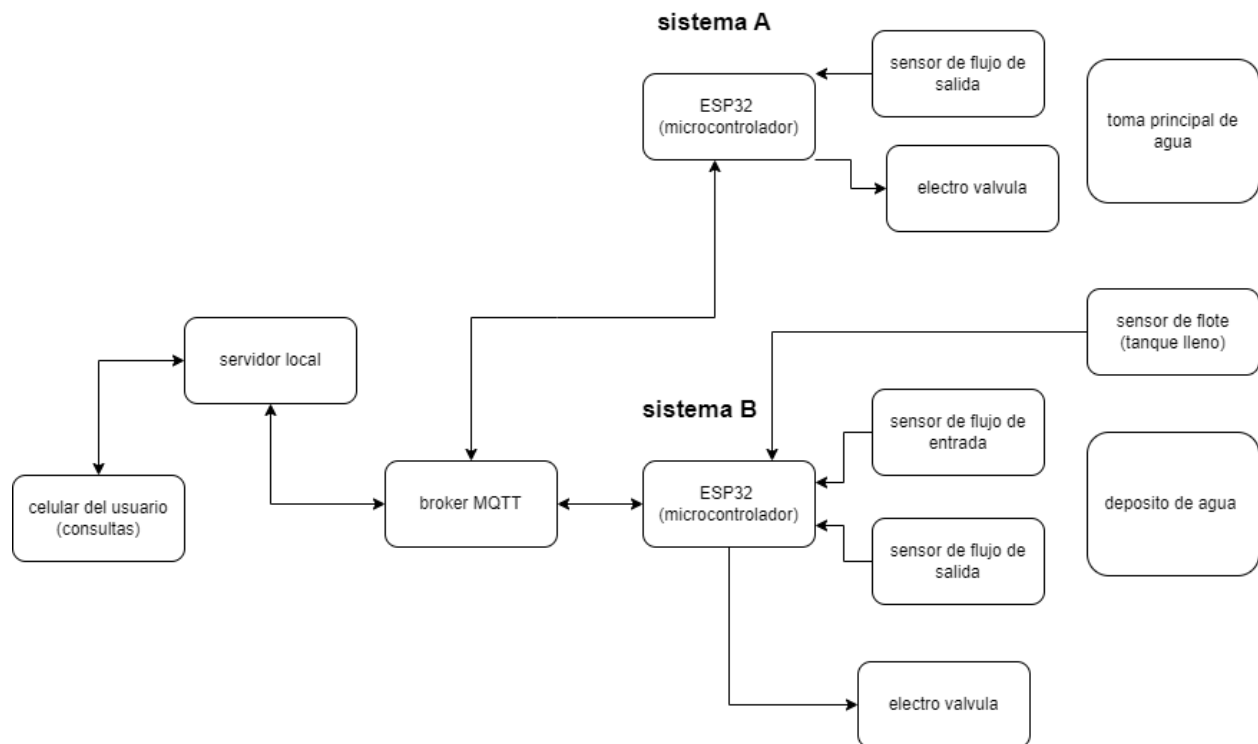 sistema A
sensor de flujo de
salida
ESP32
(microcontrolador)
toma principal de
agua
electro valvula
sensor de flote
(tanque lleno)
servidor local
sistema B
sensor de flujo de
entrada
celular del usuario
(consultas)
broker MQTT
ESP32
(microcontrolador)
deposito de agua
sensor de flujo de
salida
electro valvula